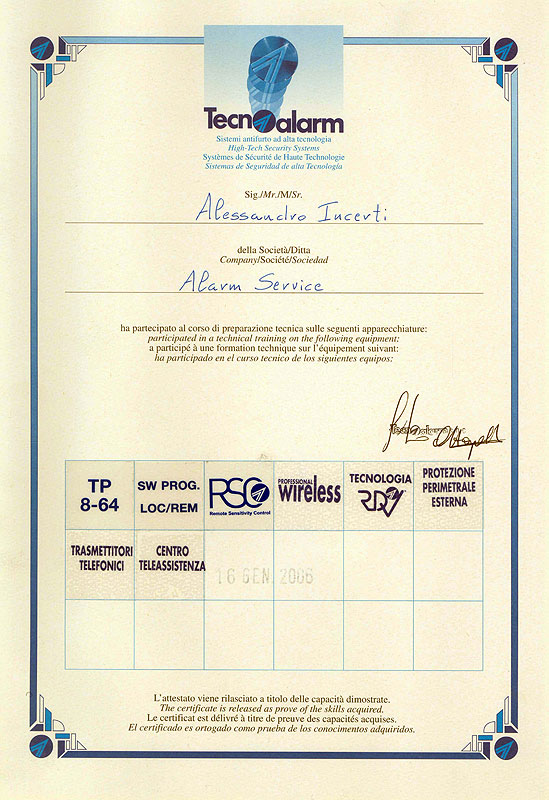 Tecnoalarm
Sistemi antifurto ad alta tecnologia
High-Tech Security Systems
Systèmes de Sécurité de Haute Technologie
Sistemas de Seguridad de alta Tecnología
Sig./Mr./M/Sr.
Alessandro Incerti
della Società/Ditta
Company/Société/Sociedad
Alarm Service
ha partecipato al corso di preparazione tecnica sulle seguenti apparecchiature:
participated in a technical training on the following equipment:
a participé à une formation technique sur l'équipement suivant:
ha participado en el curso tecnico de los siguientes equipos:
TP
8-64
SW PROG.
LOC/REM
RSC
Remote Sensitivity Control
PROFESSIONAL
wireless
TECNOLOGIA
RDV
PROTEZIONE
PERIMETRALE
ESTERNA
TRASMETTITORI
TELEFONICI
CENTRO
TELEASSISTENZA
16 GEN. 2006
L'attestato viene rilasciato a titolo delle capacità dimostrate.
The certificate is released as prove of the skills acquired.
Le certificat est délivré à titre de preuve des capacités acquises.
El certificado es ortogado como prueba de los conocimientos adquiridos.